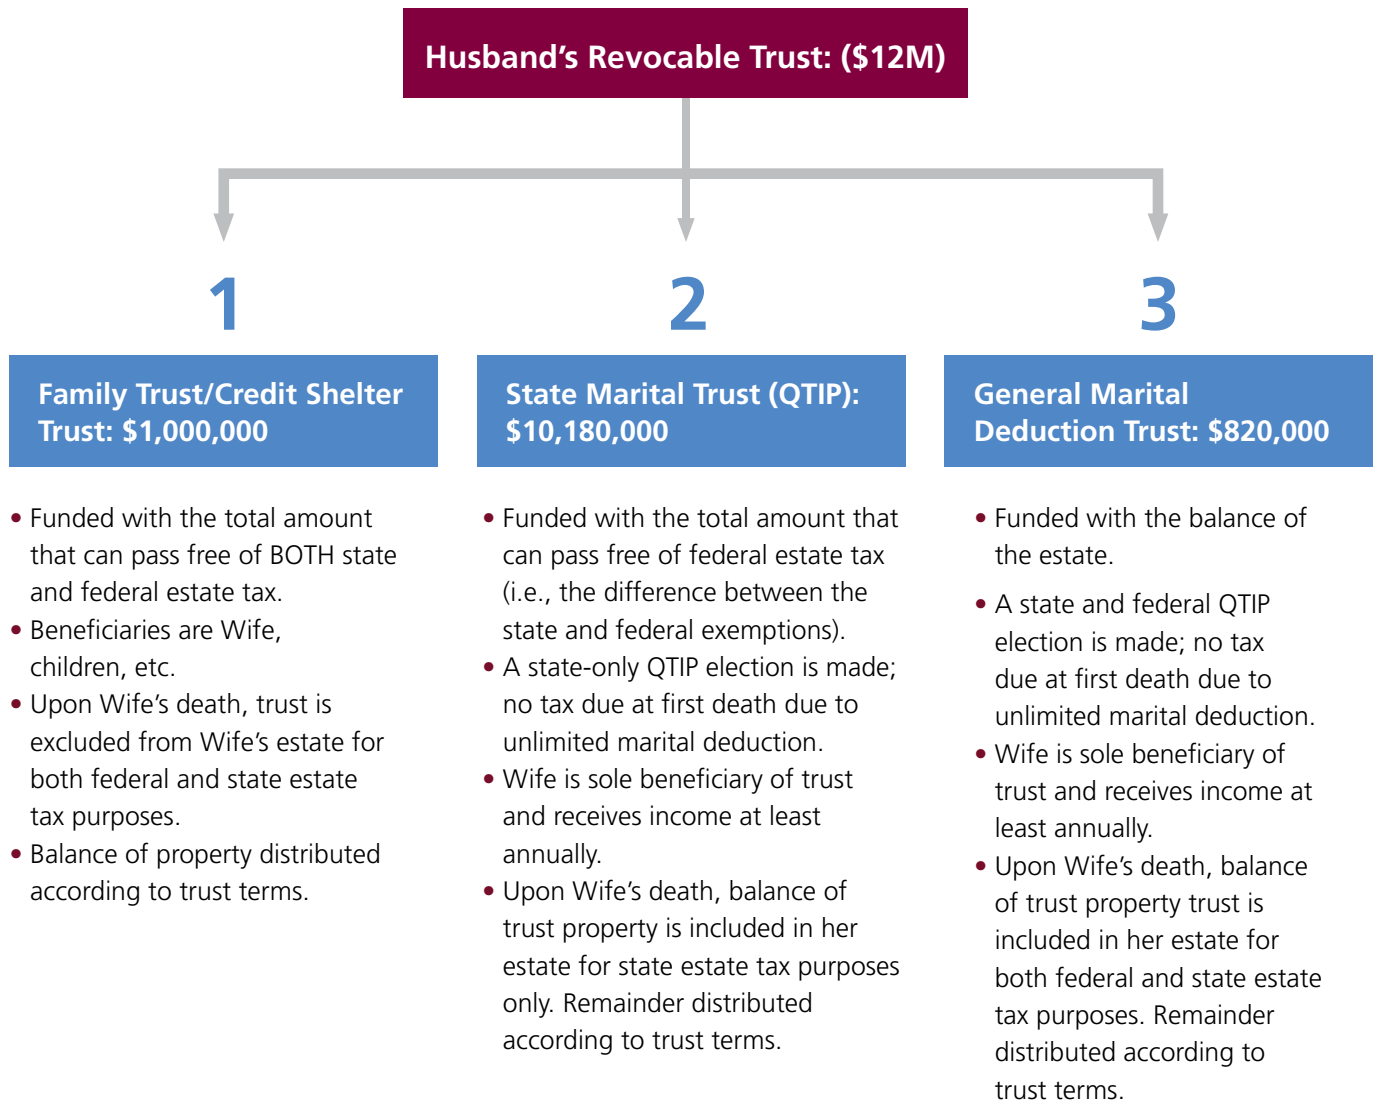 Husband’s Revocable Trust: ($12M)
1
Family Trust/Credit Shelter
Trust: $1,000,000
• Funded with the total amount
that can pass free of BOTH state
and federal estate tax.
• Beneficiaries are Wife,
children, etc.
• Upon Wife’s death, trust is
excluded from Wife’s estate for
both federal and state estate
tax purposes.
• Balance of property distributed
according to trust terms.
2
State Marital Trust (QTIP):
$10,180,000
• Funded with the total amount that
can pass free of federal estate tax
(i.e., the difference between the
state and federal exemptions).
• A state-only QTIP election is made;
no tax due at first death due to
unlimited marital deduction.
• Wife is sole beneficiary of trust
and receives income at least
annually.
• Upon Wife’s death, balance of
trust property is included in her
estate for state estate tax purposes
only. Remainder distributed
according to trust terms.
3
General Marital
Deduction Trust: $820,000
• Funded with the balance of
the estate.
• A state and federal QTIP
election is made; no tax
due at first death due to
unlimited marital deduction.
• Wife is sole beneficiary of
trust and receives income at
least annually.
• Upon Wife’s death, balance
of trust property trust is
included in her estate for
both federal and state estate
tax purposes. Remainder
distributed according to
trust terms.